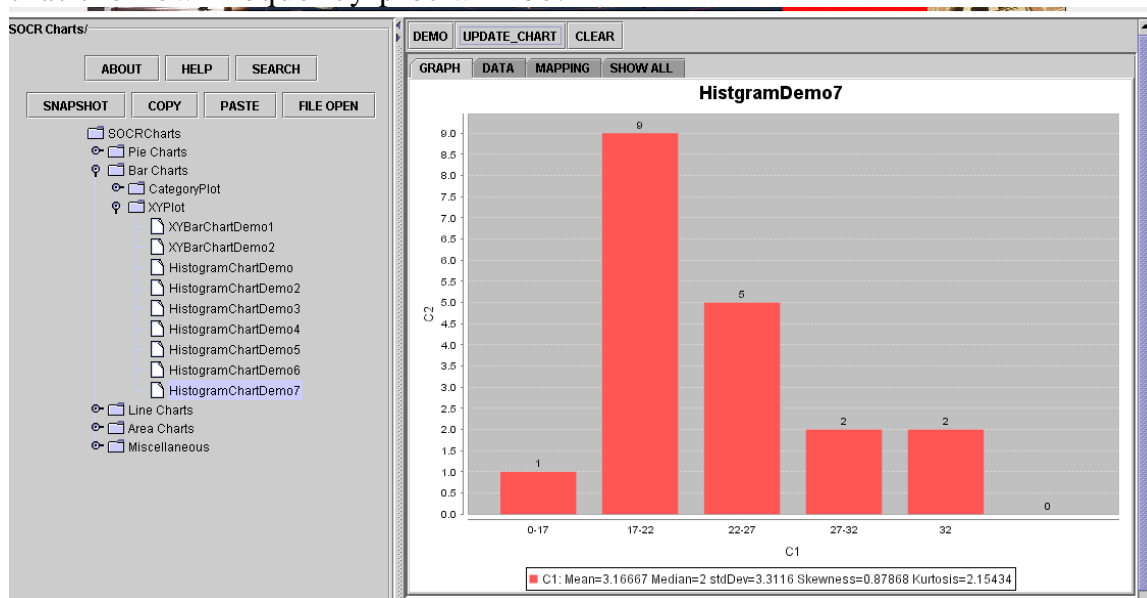 SOCR Charts/
ABOUT HELP SEARCH
SNAPSHOT COPY PASTE FILE OPEN
SOCRCharts
Pie Charts
Bar Charts
CategoryPlot
XYPlot
XYBarChartDemo1
XYBarChartDemo2
HistogramChartDemo
HistogramChartDemo2
HistogramChartDemo3
HistogramChartDemo4
HistogramChartDemo5
HistogramChartDemo6
HistogramChartDemo7
Line Charts
Area Charts
Miscellaneous
DEMO UPDATE_CHART CLEAR
GRAPH DATA MAPPING SHOW ALL
HistgramDemo7
C2
9.0
8.5
8.0
7.5
7.0
6.5
6.0
5.5
5.0
4.5
4.0
3.5
3.0
2.5
2.0
1.5
1.0
0.5
0.0
1 9 5 2 2 0
0-17 17-22 22-27 27-32 32
C1
C1: Mean=3.16667 Median=2 stdDev=3.3116 Skewness=0.87868 Kurtosis=2.15434